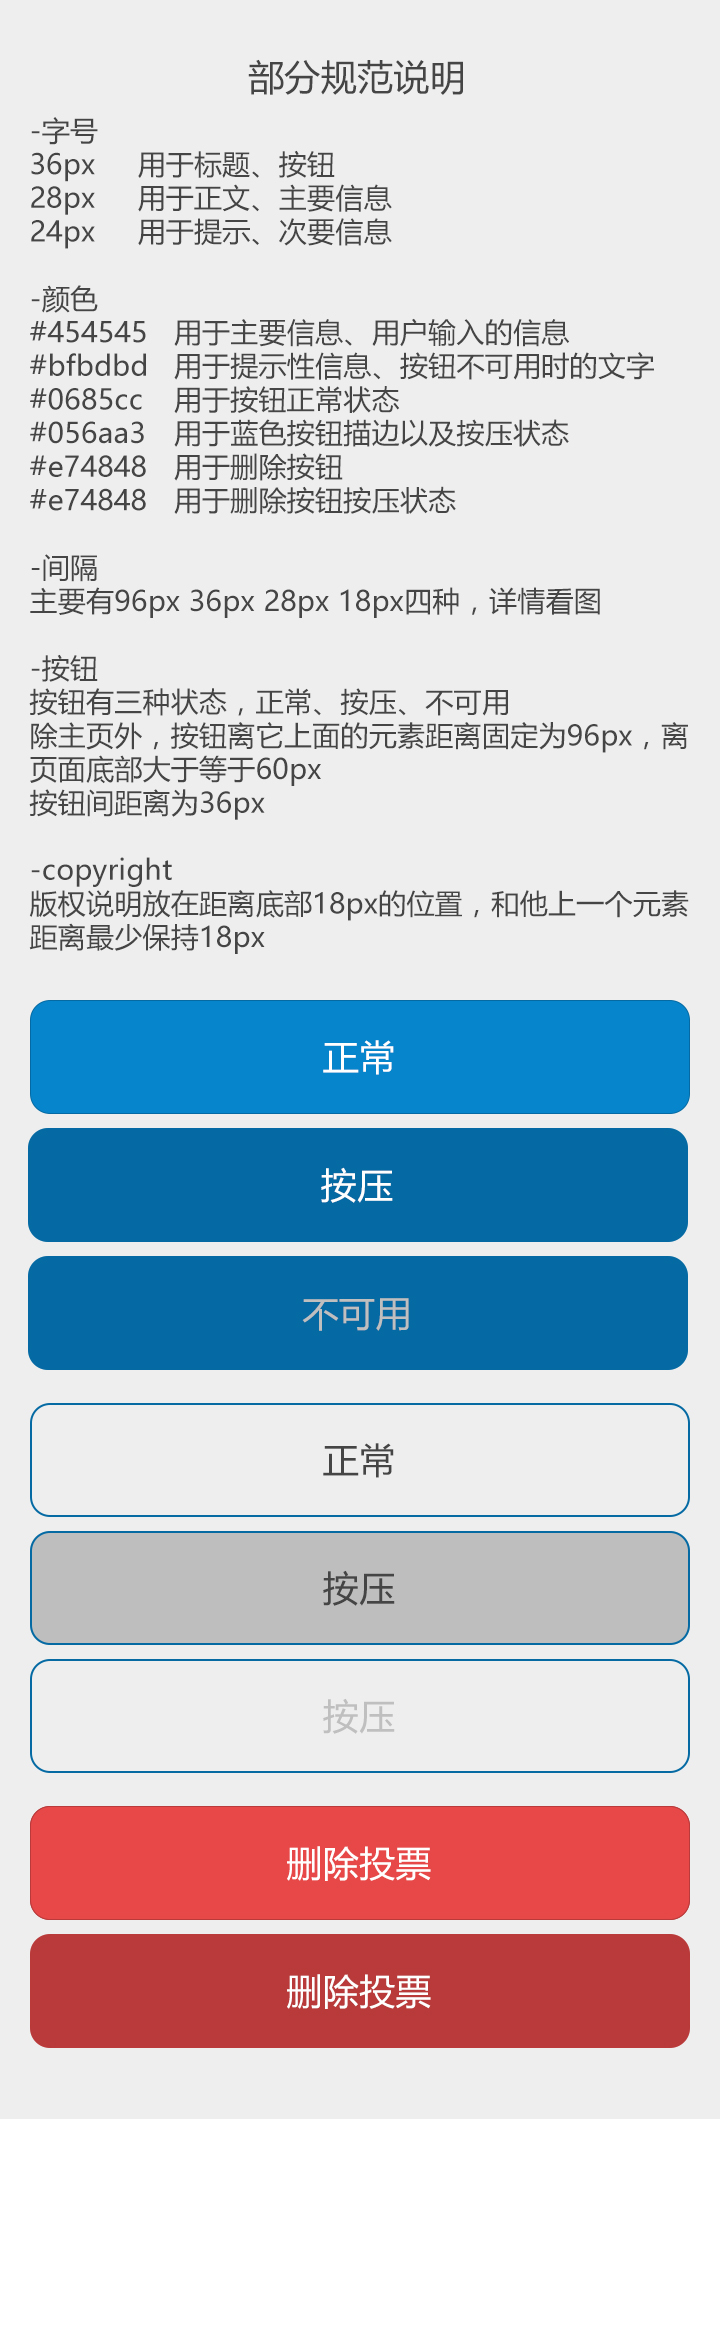 部分规范说明
-字号
36px 用于标题、按钮
28px 用于正文、主要信息
24px 用于提示、次要信息
-颜色
#454545 用于主要信息、用户输入的信息
#bfbdbd 用于提示性信息、按钮不可用时的文字
#0685cc 用于按钮正常状态
#056aa3 用于蓝色按钮描边以及按压状态
#e74848 用于删除按钮
#e74848 用于删除按钮按压状态
-间隔
主要有96px 36px 28px 18px四种，详情看图
-按钮
按钮有三种状态，正常、按压、不可用
除主页外，按钮离它上面的元素距离固定为96px，离
页面底部大于等于60px
按钮间距离为36px
-copyright
版权说明放在距离底部18px的位置，和他上一个元素
距离最少保持18px
正常
按压
不可用
正常
按压
按压
删除投票
删除投票